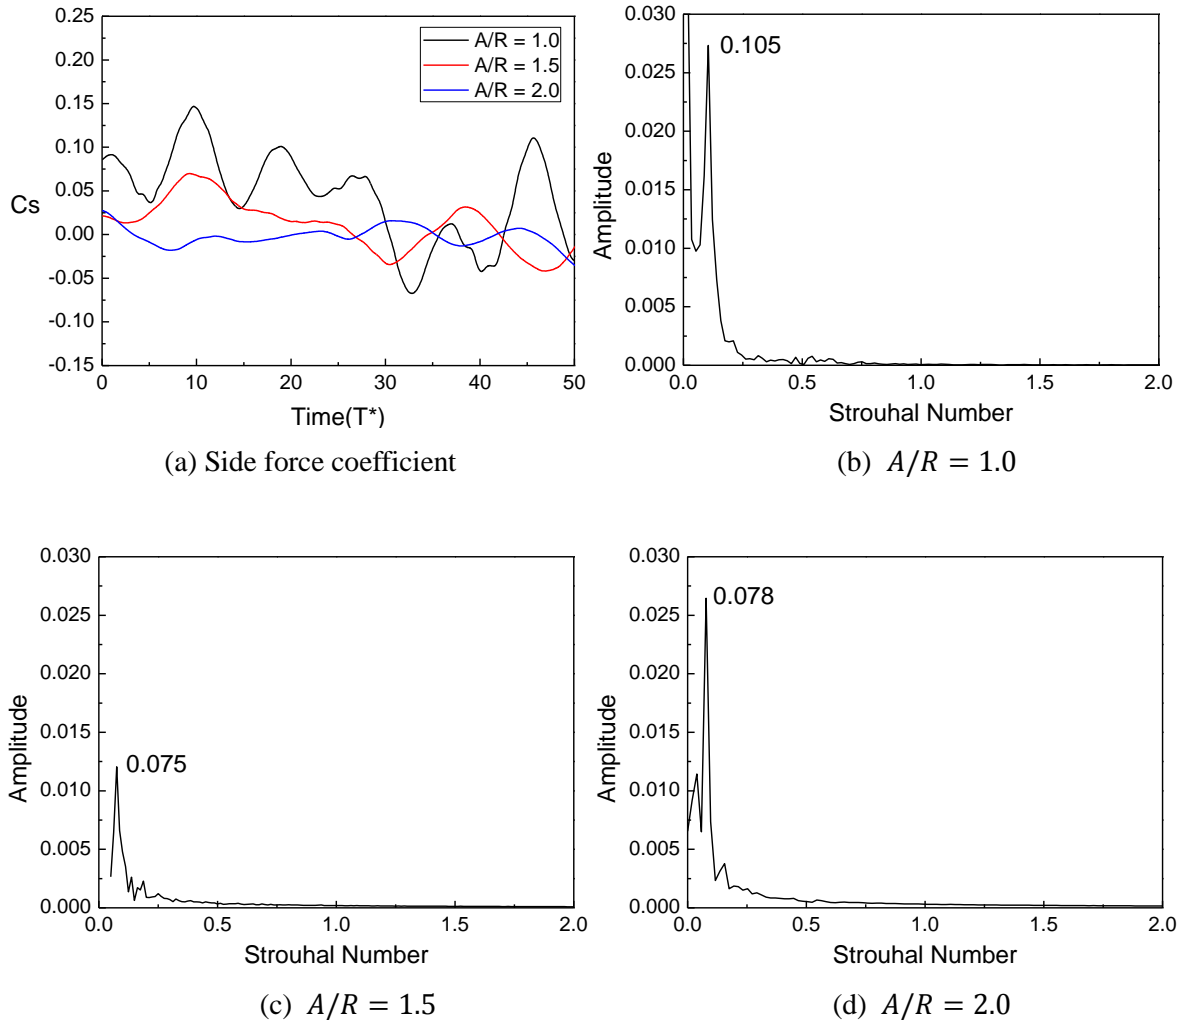 0.25
0.20
0.15
0.10
0.05
0.00
-0.05
-0.10
-0.15
Cs
A/R = 1.0
A/R = 1.5
A/R = 2.0
0 10 20 30 40 50
Time(T*)
(a) Side force coefficient
0.030
0.025
0.020
0.015
0.010
0.005
0.000
Amplitude
0.105
0.0 0.5 1.0 1.5 2.0
Strouhal Number
(b) A/R = 1.0
0.030
0.025
0.020
0.015
0.010
0.005
0.000
Amplitude
0.075
0.0 0.5 1.0 1.5 2.0
Strouhal Number
(c) A/R = 1.5
0.030
0.025
0.020
0.015
0.010
0.005
0.000
Amplitude
0.078
0.0 0.5 1.0 1.5 2.0
Strouhal Number
(d) A/R = 2.0